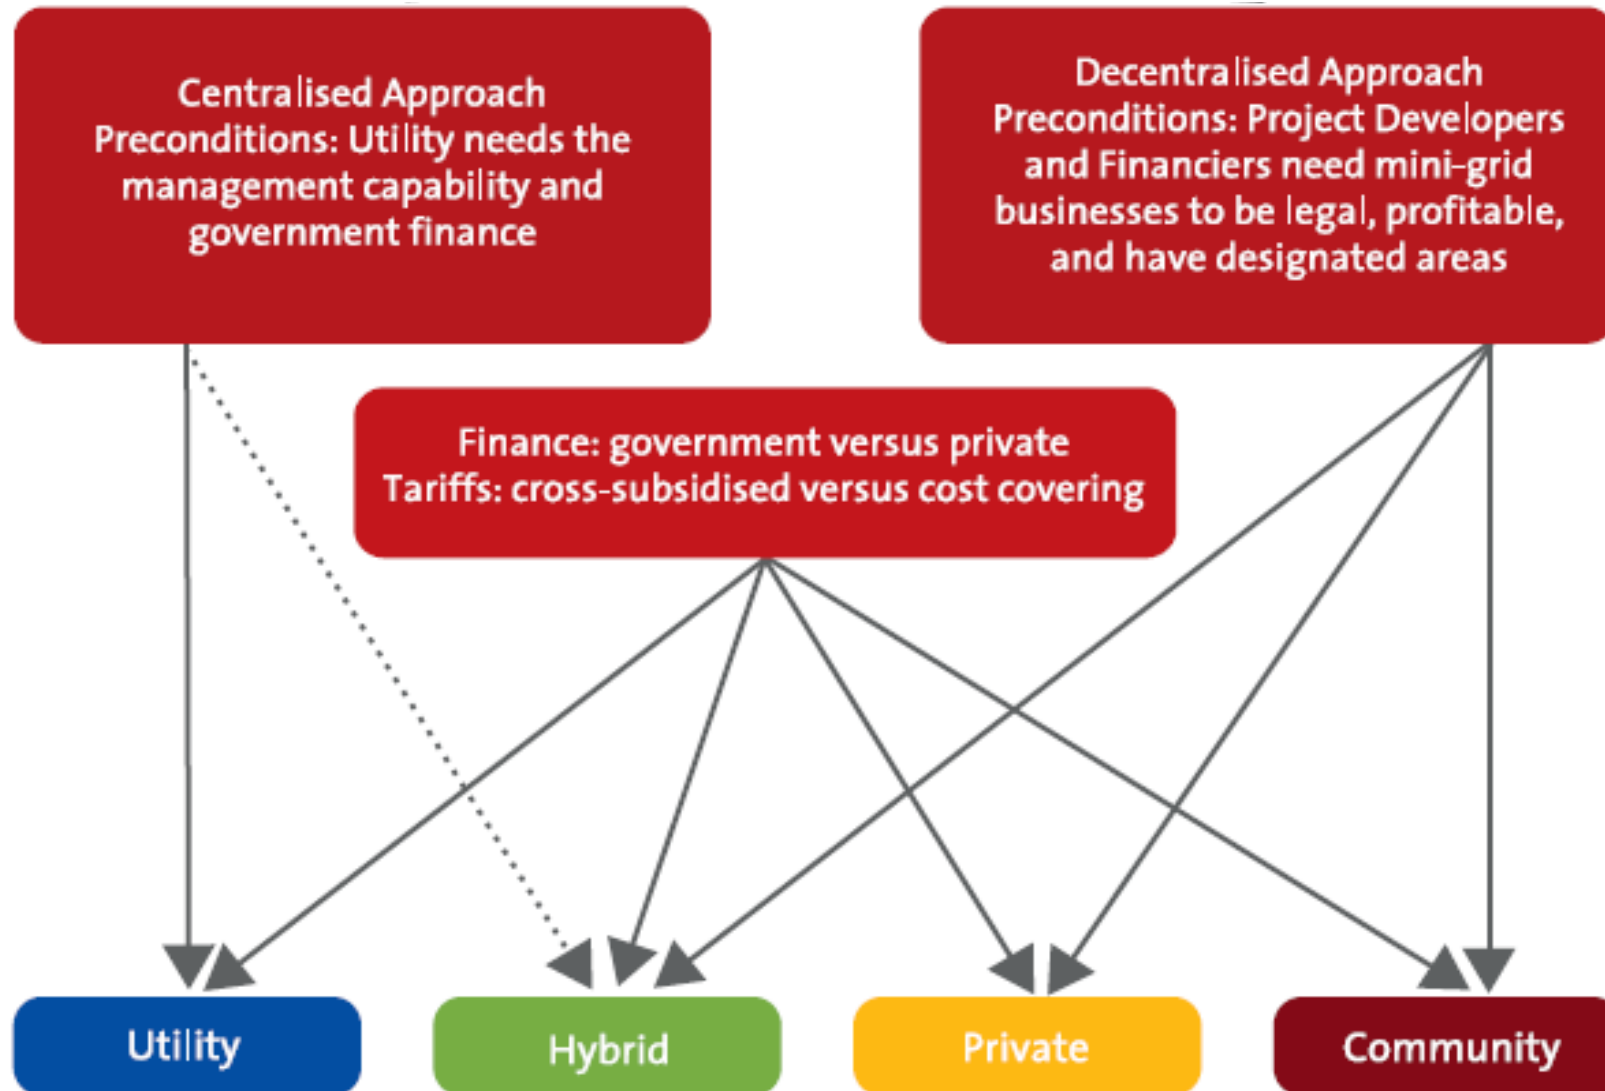 Centralised Approach
Preconditions: Utility needs the
management capability and
government finance
Decentralised Approach
Preconditions: Project Developers
and Financiers need mini-grid
businesses to be legal, profitable,
and have designated areas
Finance: government versus private
Tariffs: cross-subsidised versus cost covering
Utility
Hybrid
Private
Community